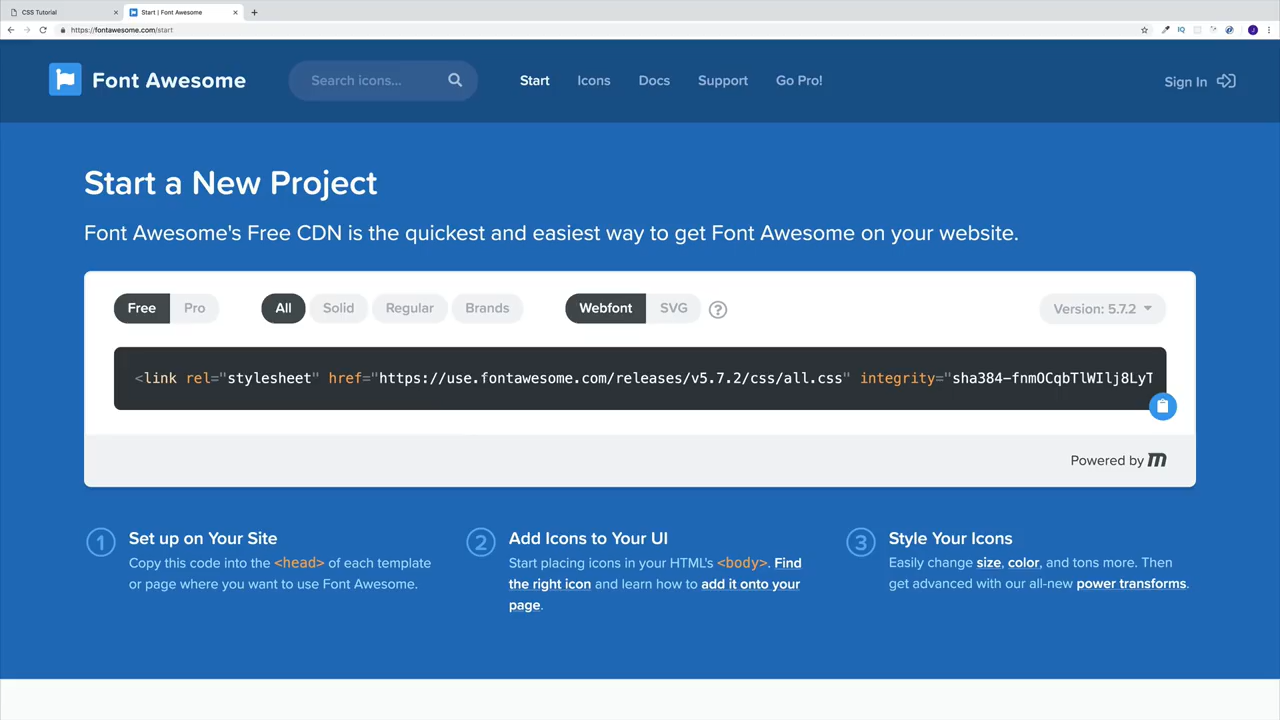 CSS Tutorial
Start | Font Awesome
https://fontawesome.com/start
Font Awesome
Search icons...
Start
Icons
Docs
Support
Go Pro!
Sign In
Start a New Project
Font Awesome's Free CDN is the quickest and easiest way to get Font Awesome on your website.
Free
Pro
All
Solid
Regular
Brands
Webfont
SVG
?
Version: 5.7.2
<link rel="stylesheet" href="https://use.fontawesome.com/releases/v5.7.2/css/all.css" integrity="sha384-fnmOCqbTlWIlj8LyT
Powered by
1
Set up on Your Site
Copy this code into the <head> of each template
or page where you want to use Font Awesome.
2
Add Icons to Your UI
Start placing icons in your HTML's <body>. Find
the right icon and learn how to add it onto your
page.
3
Style Your Icons
Easily change size, color, and tons more. Then
get advanced with our all-new power transforms.